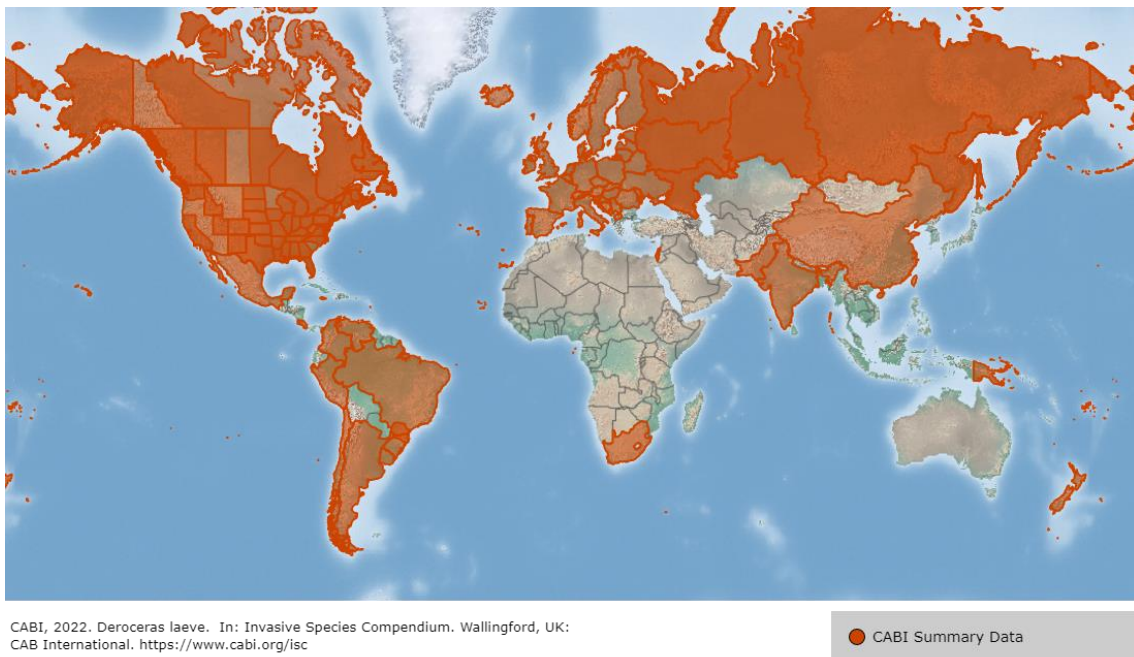 CABI, 2022. Deroceras laeve. In: Invasive Species Compendium. Wallingford, UK:
CAB International. https://www.cabi.org/isc
CABI Summary Data